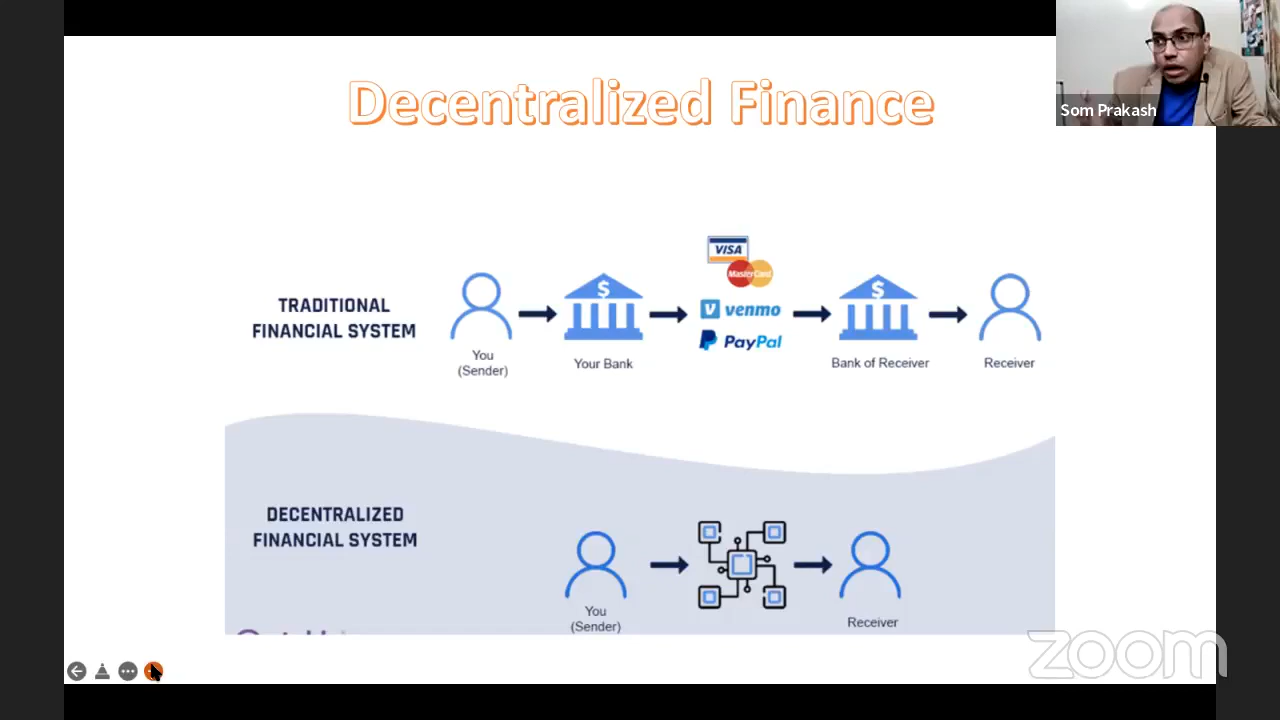 Decentralized Finance
Som Prakash
VISA
MasterCard
TRADITIONAL
FINANCIAL SYSTEM
$
$
venmo
PayPal
You
(Sender)
Your Bank
Bank of Receiver
Receiver
DECENTRALIZED
FINANCIAL SYSTEM
You
(Sender)
Receiver
zoom